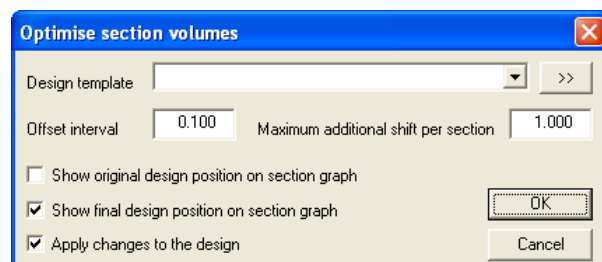 Optimise section volumes
Design template >>
Offset interval 0.100 Maximum additional shift per section 1.000
Show original design position on section graph
Show final design position on section graph OK
Apply changes to the design Cancel